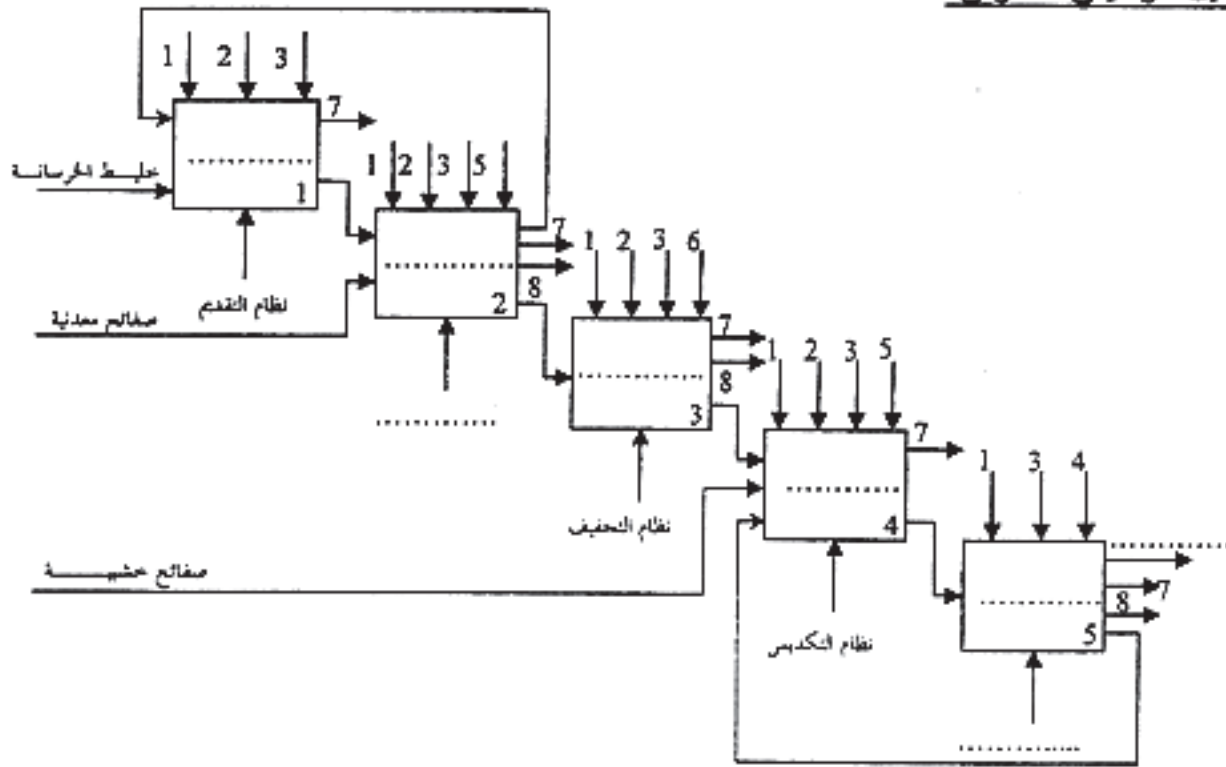 1 2 3
7
خليط الخرسانة
1
1 2 3 5
نظام التقديم
7
2
8
صفائح معدنية
1 2 3 6
7
8
3
1 2 3 5
نظام التجفيف
7
4
1 3 4
صفائح خشبية
7
8
5
نظام التكديس